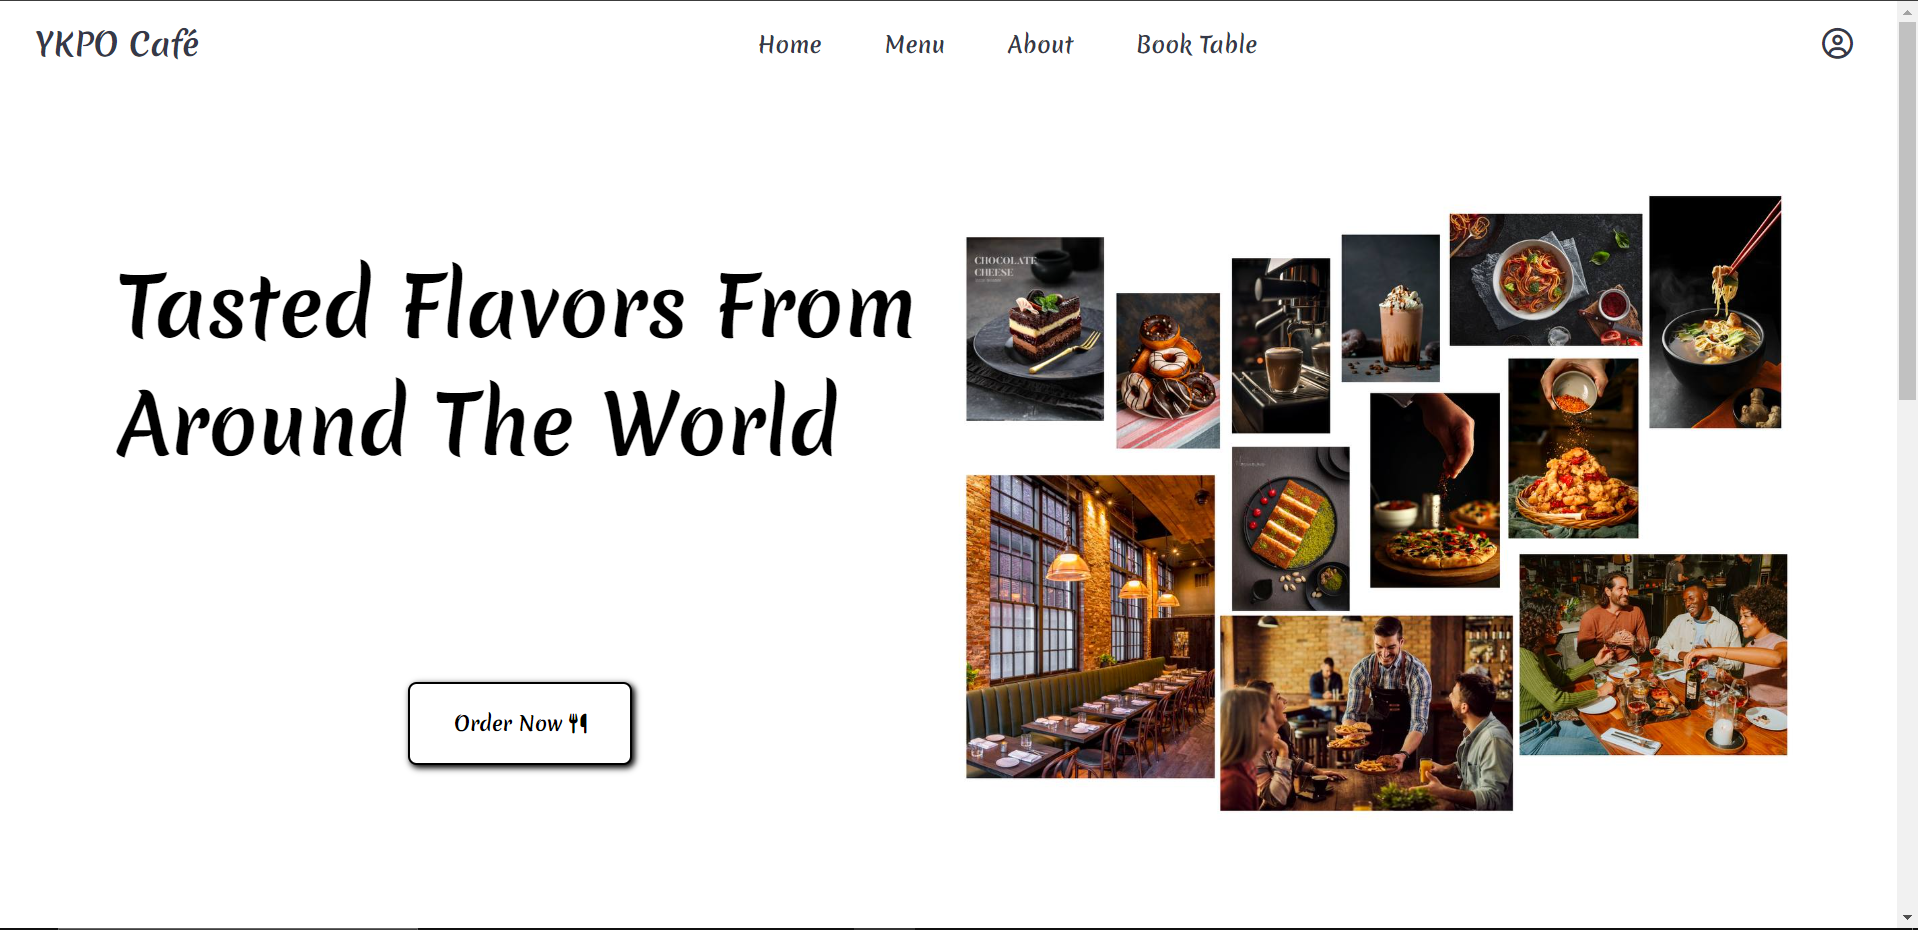 YKPO Café
Home
Menu
About
Book Table
Tasted Flavors From
Around The World
CHOCOLATE
CHEESE
Order Now